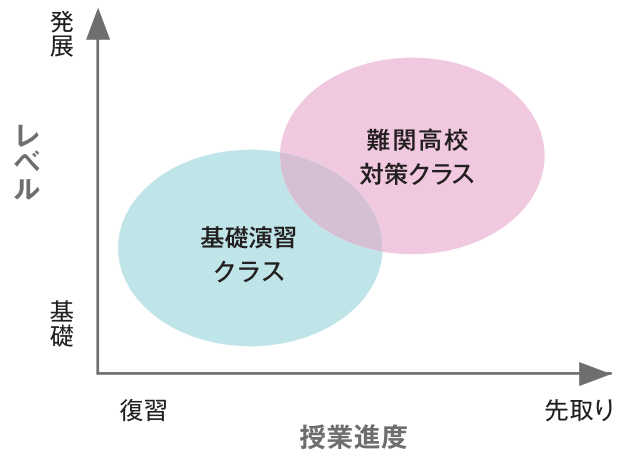 発展
レベル
難関高校
対策クラス
基礎演習
クラス
基礎
復習
先取り
授業進度